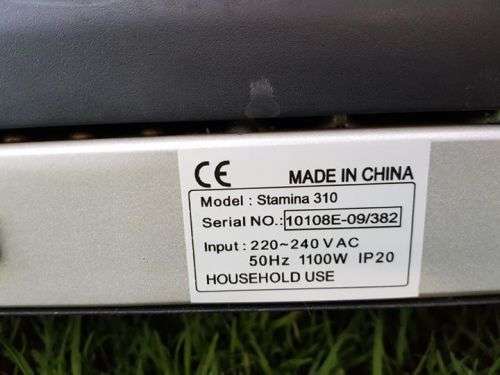 CE MADE IN CHINA
Model : Stamina 310
Serial NO.: 10108E-09/382
Input : 220~240 V AC
50Hz 1100W IP20
HOUSEHOLD USE